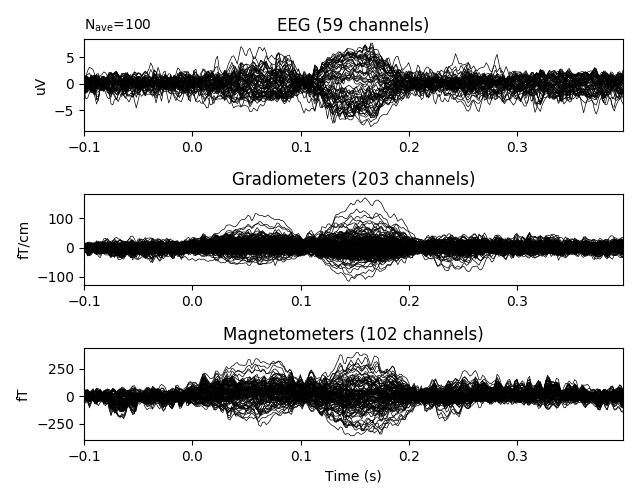 N_ave=100
EEG (59 channels)
uV
5
0
−5
−0.1 0.0 0.1 0.2 0.3
Gradiometers (203 channels)
fT/cm
100
0
−100
−0.1 0.0 0.1 0.2 0.3
Magnetometers (102 channels)
fT
250
0
−250
−0.1 0.0 0.1 0.2 0.3
Time (s)